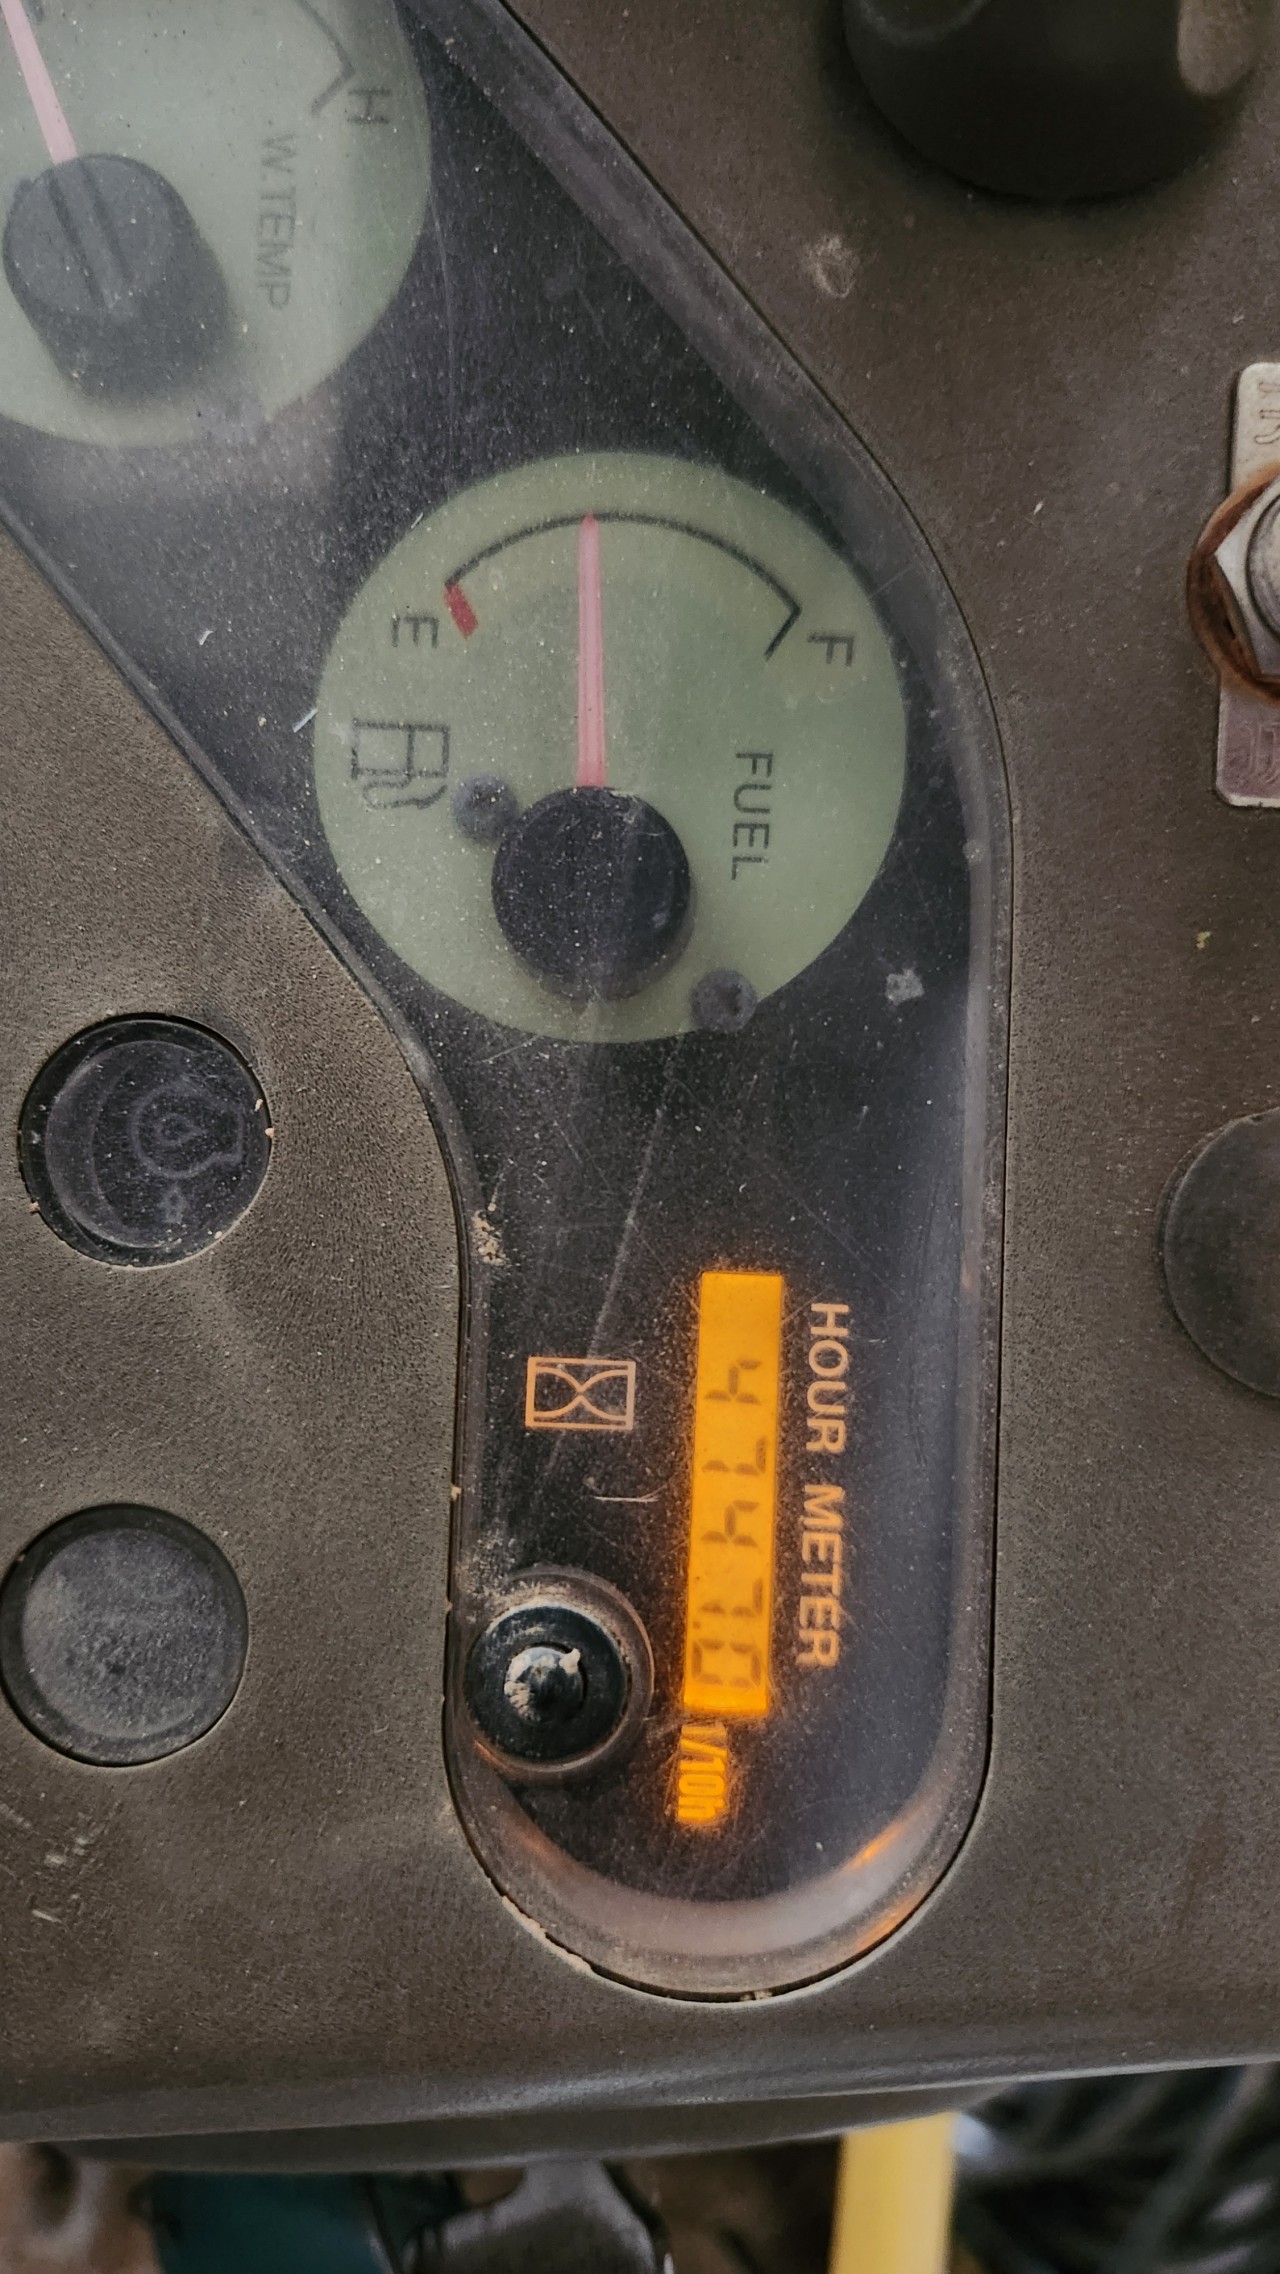 H
W.TEMP
E
F
FUEL
HOUR METER
4747.0
1/10h